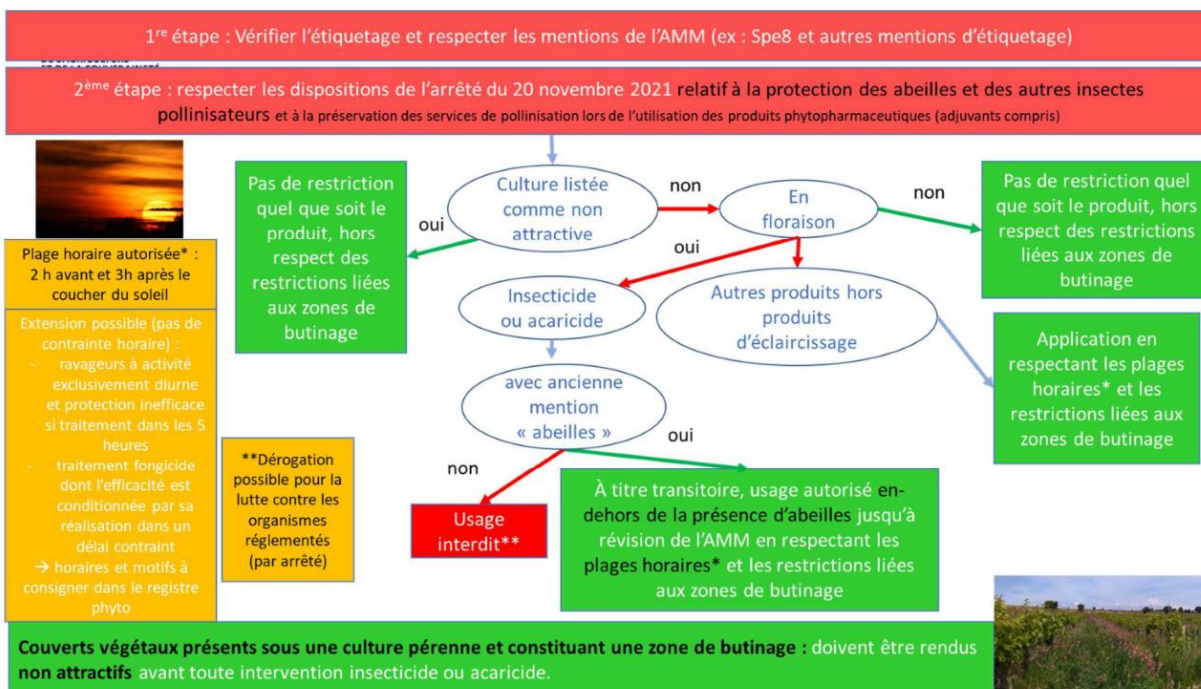 1re étape : Vérifier l'étiquetage et respecter les mentions de l'AMM (ex : Spe8 et autres mentions d'étiquetage)
ET DE LA SOUVERAINETÉ
2ème étape : respecter les dispositions de l'arrêté du 20 novembre 2021 relatif à la protection des abeilles et des autres insectes
pollinisateurs et à la préservation des services de pollinisation lors de l'utilisation des produits phytopharmaceutiques (adjuvants compris)
Plage horaire autorisée* :
2 h avant et 3h après le
coucher du soleil
Extension possible (pas de
contrainte horaire) :
- ravageurs à activité
exclusivement diurne
et protection inefficace
si traitement dans les 5
heures
- traitement fongicide
dont l'efficacité est
conditionnée par sa
réalisation dans un
délai contraint
→ horaires et motifs à
consigner dans le registre
phyto
Pas de restriction
quel que soit le
produit, hors
respect des
restrictions liées
aux zones de
butinage
oui
Culture listée
comme non
attractive
non
En
floraison
non
Pas de restriction quel
que soit le produit, hors
respect des restrictions
liées aux zones de
butinage
oui
Insecticide
ou acaricide
Autres produits hors
produits
d'éclaircissage
Application en
respectant les plages
horaires* et les
restrictions liées aux
zones de butinage
avec ancienne
mention
« abeilles »
oui
non
**Dérogation
possible pour la
lutte contre les
organismes
réglementés
(par arrêté)
Usage
interdit**
À titre transitoire, usage autorisé en-
dehors de la présence d'abeilles jusqu'à
révision de l'AMM en respectant les
plages horaires* et les restrictions liées
aux zones de butinage
Couverts végétaux présents sous une culture pérenne et constituant une zone de butinage : doivent être rendus
non attractifs avant toute intervention insecticide ou acaricide.